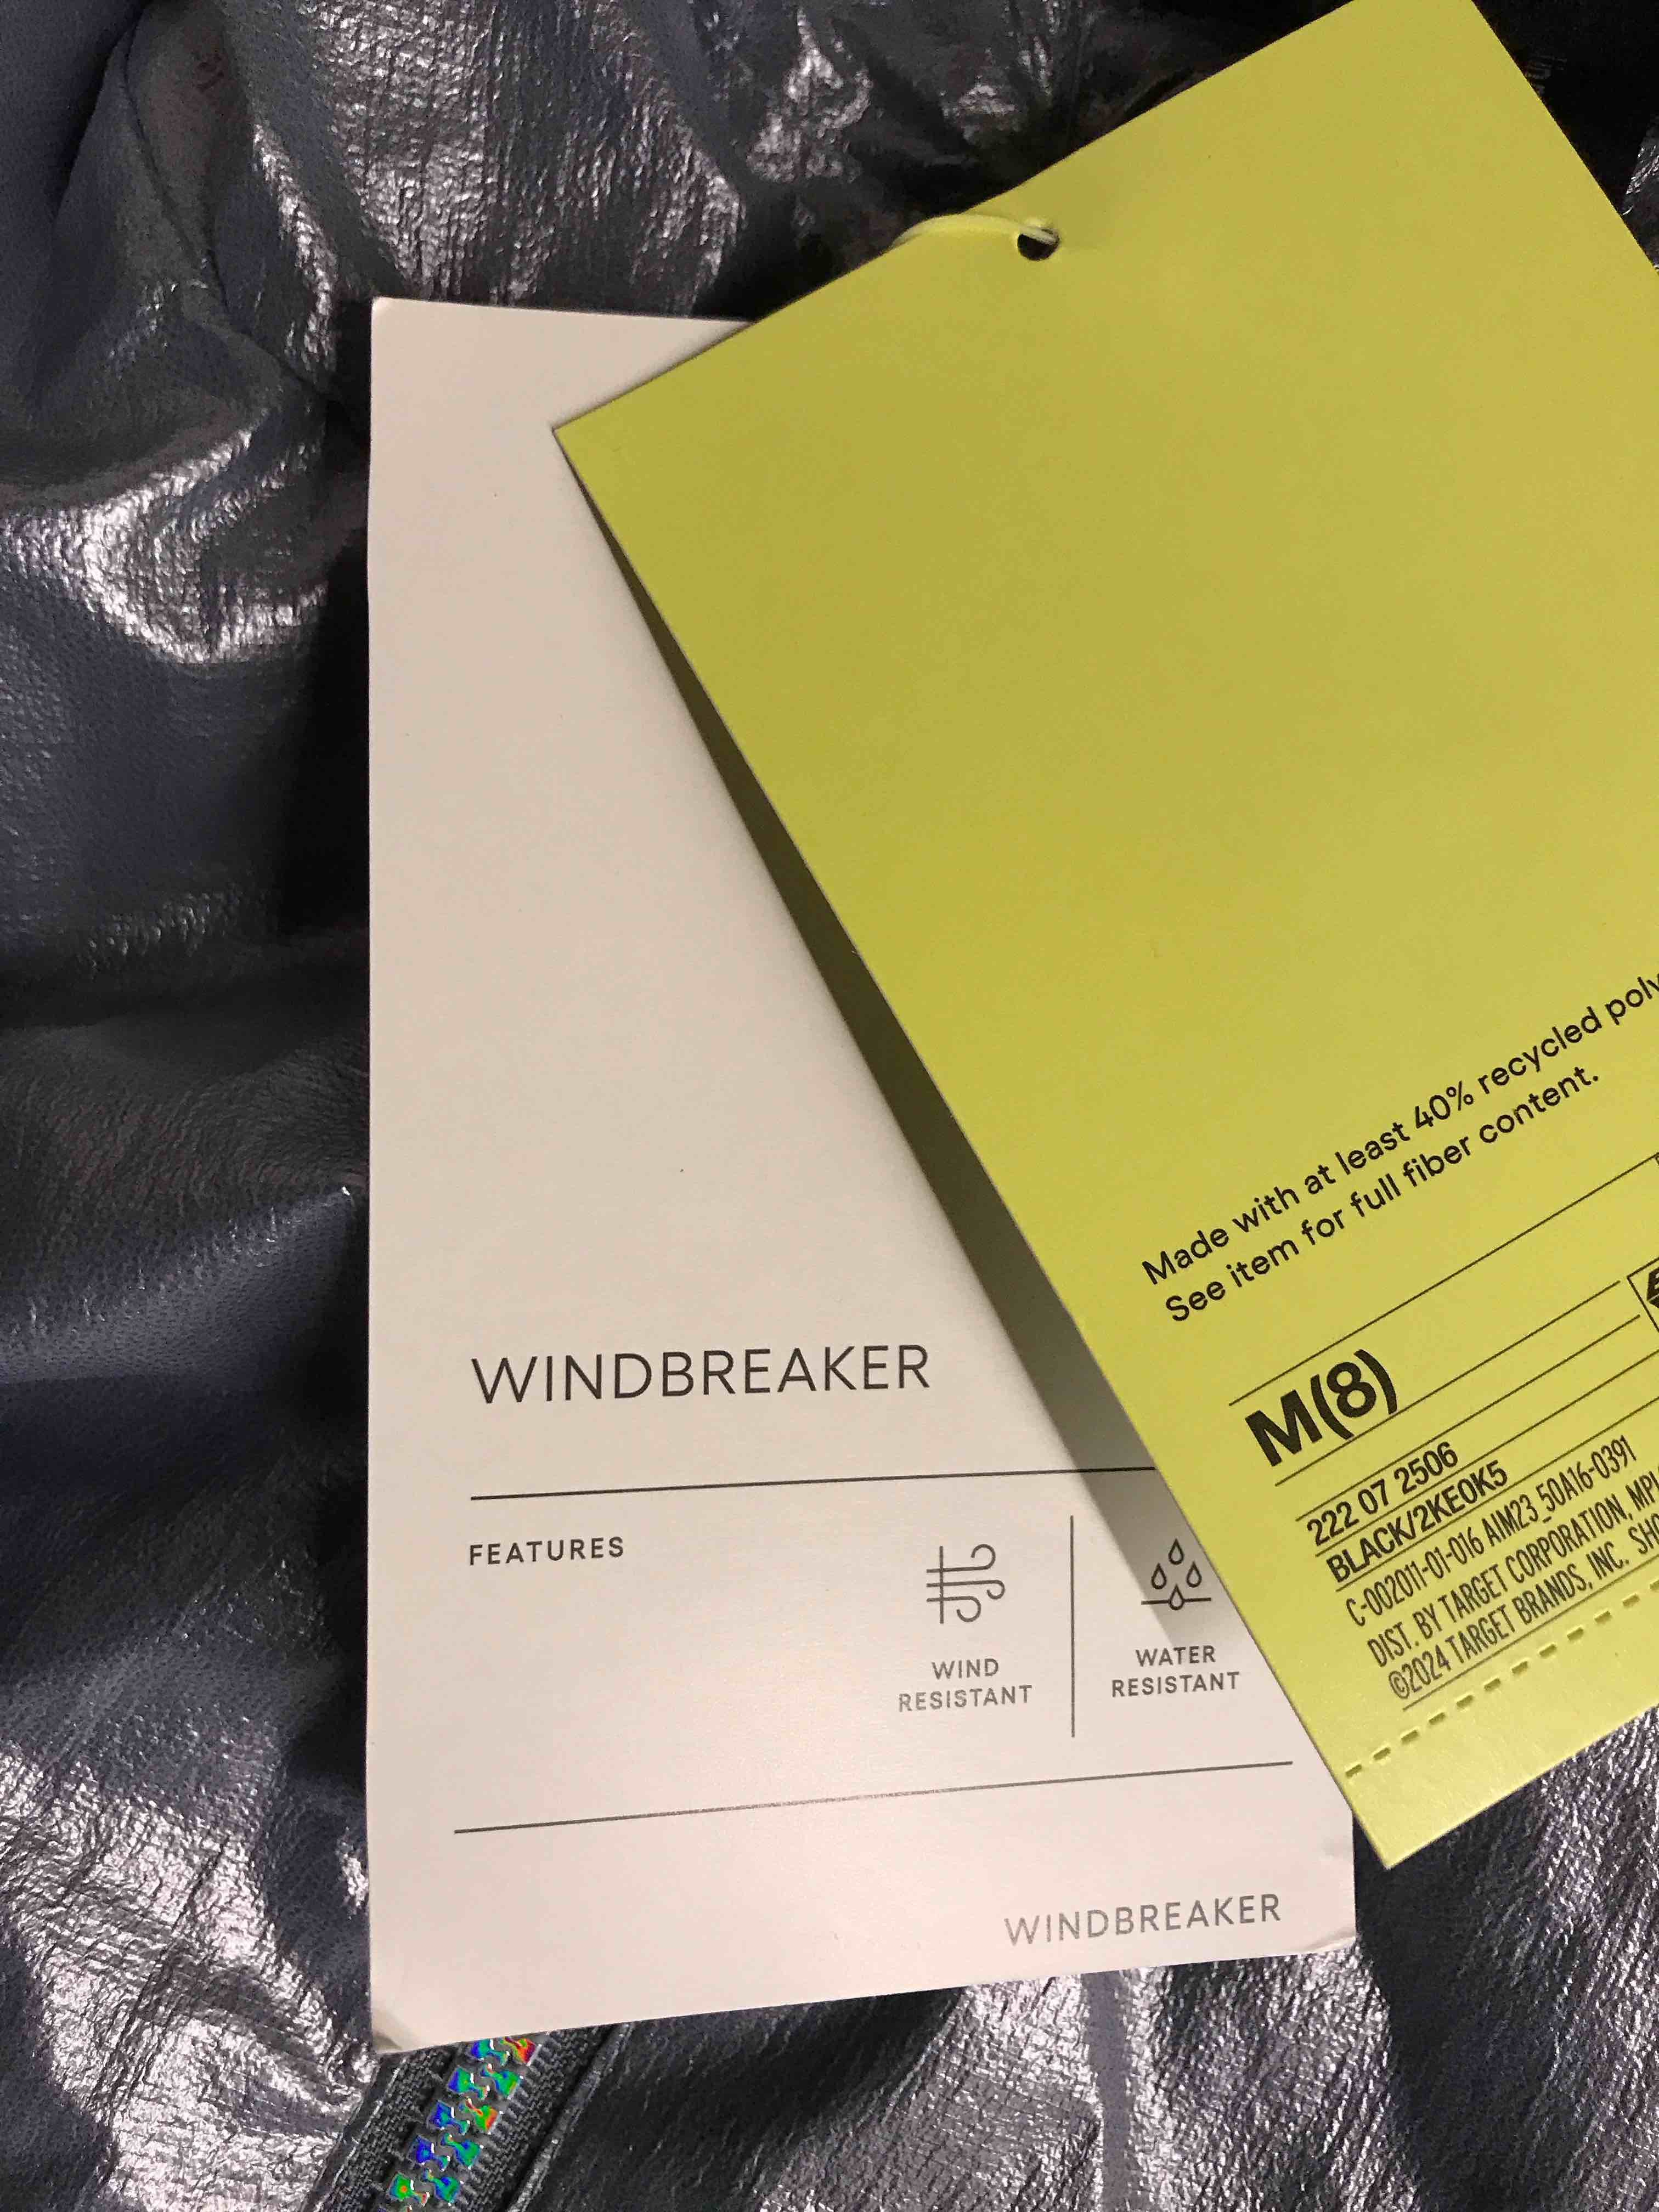 WINDBREAKER
FEATURES
WIND
RESISTANT
WATER
RESISTANT
WINDBREAKER
Made with at least 40% recycled
See item for full fiber content.
M(8)
222 07 2506
BLACK/2KE0K5
C-002011-01-016 AIM23_50A16-0391
DIST. BY TARGET CORPORATION,
©2024 TARGET BRANDS, INC.